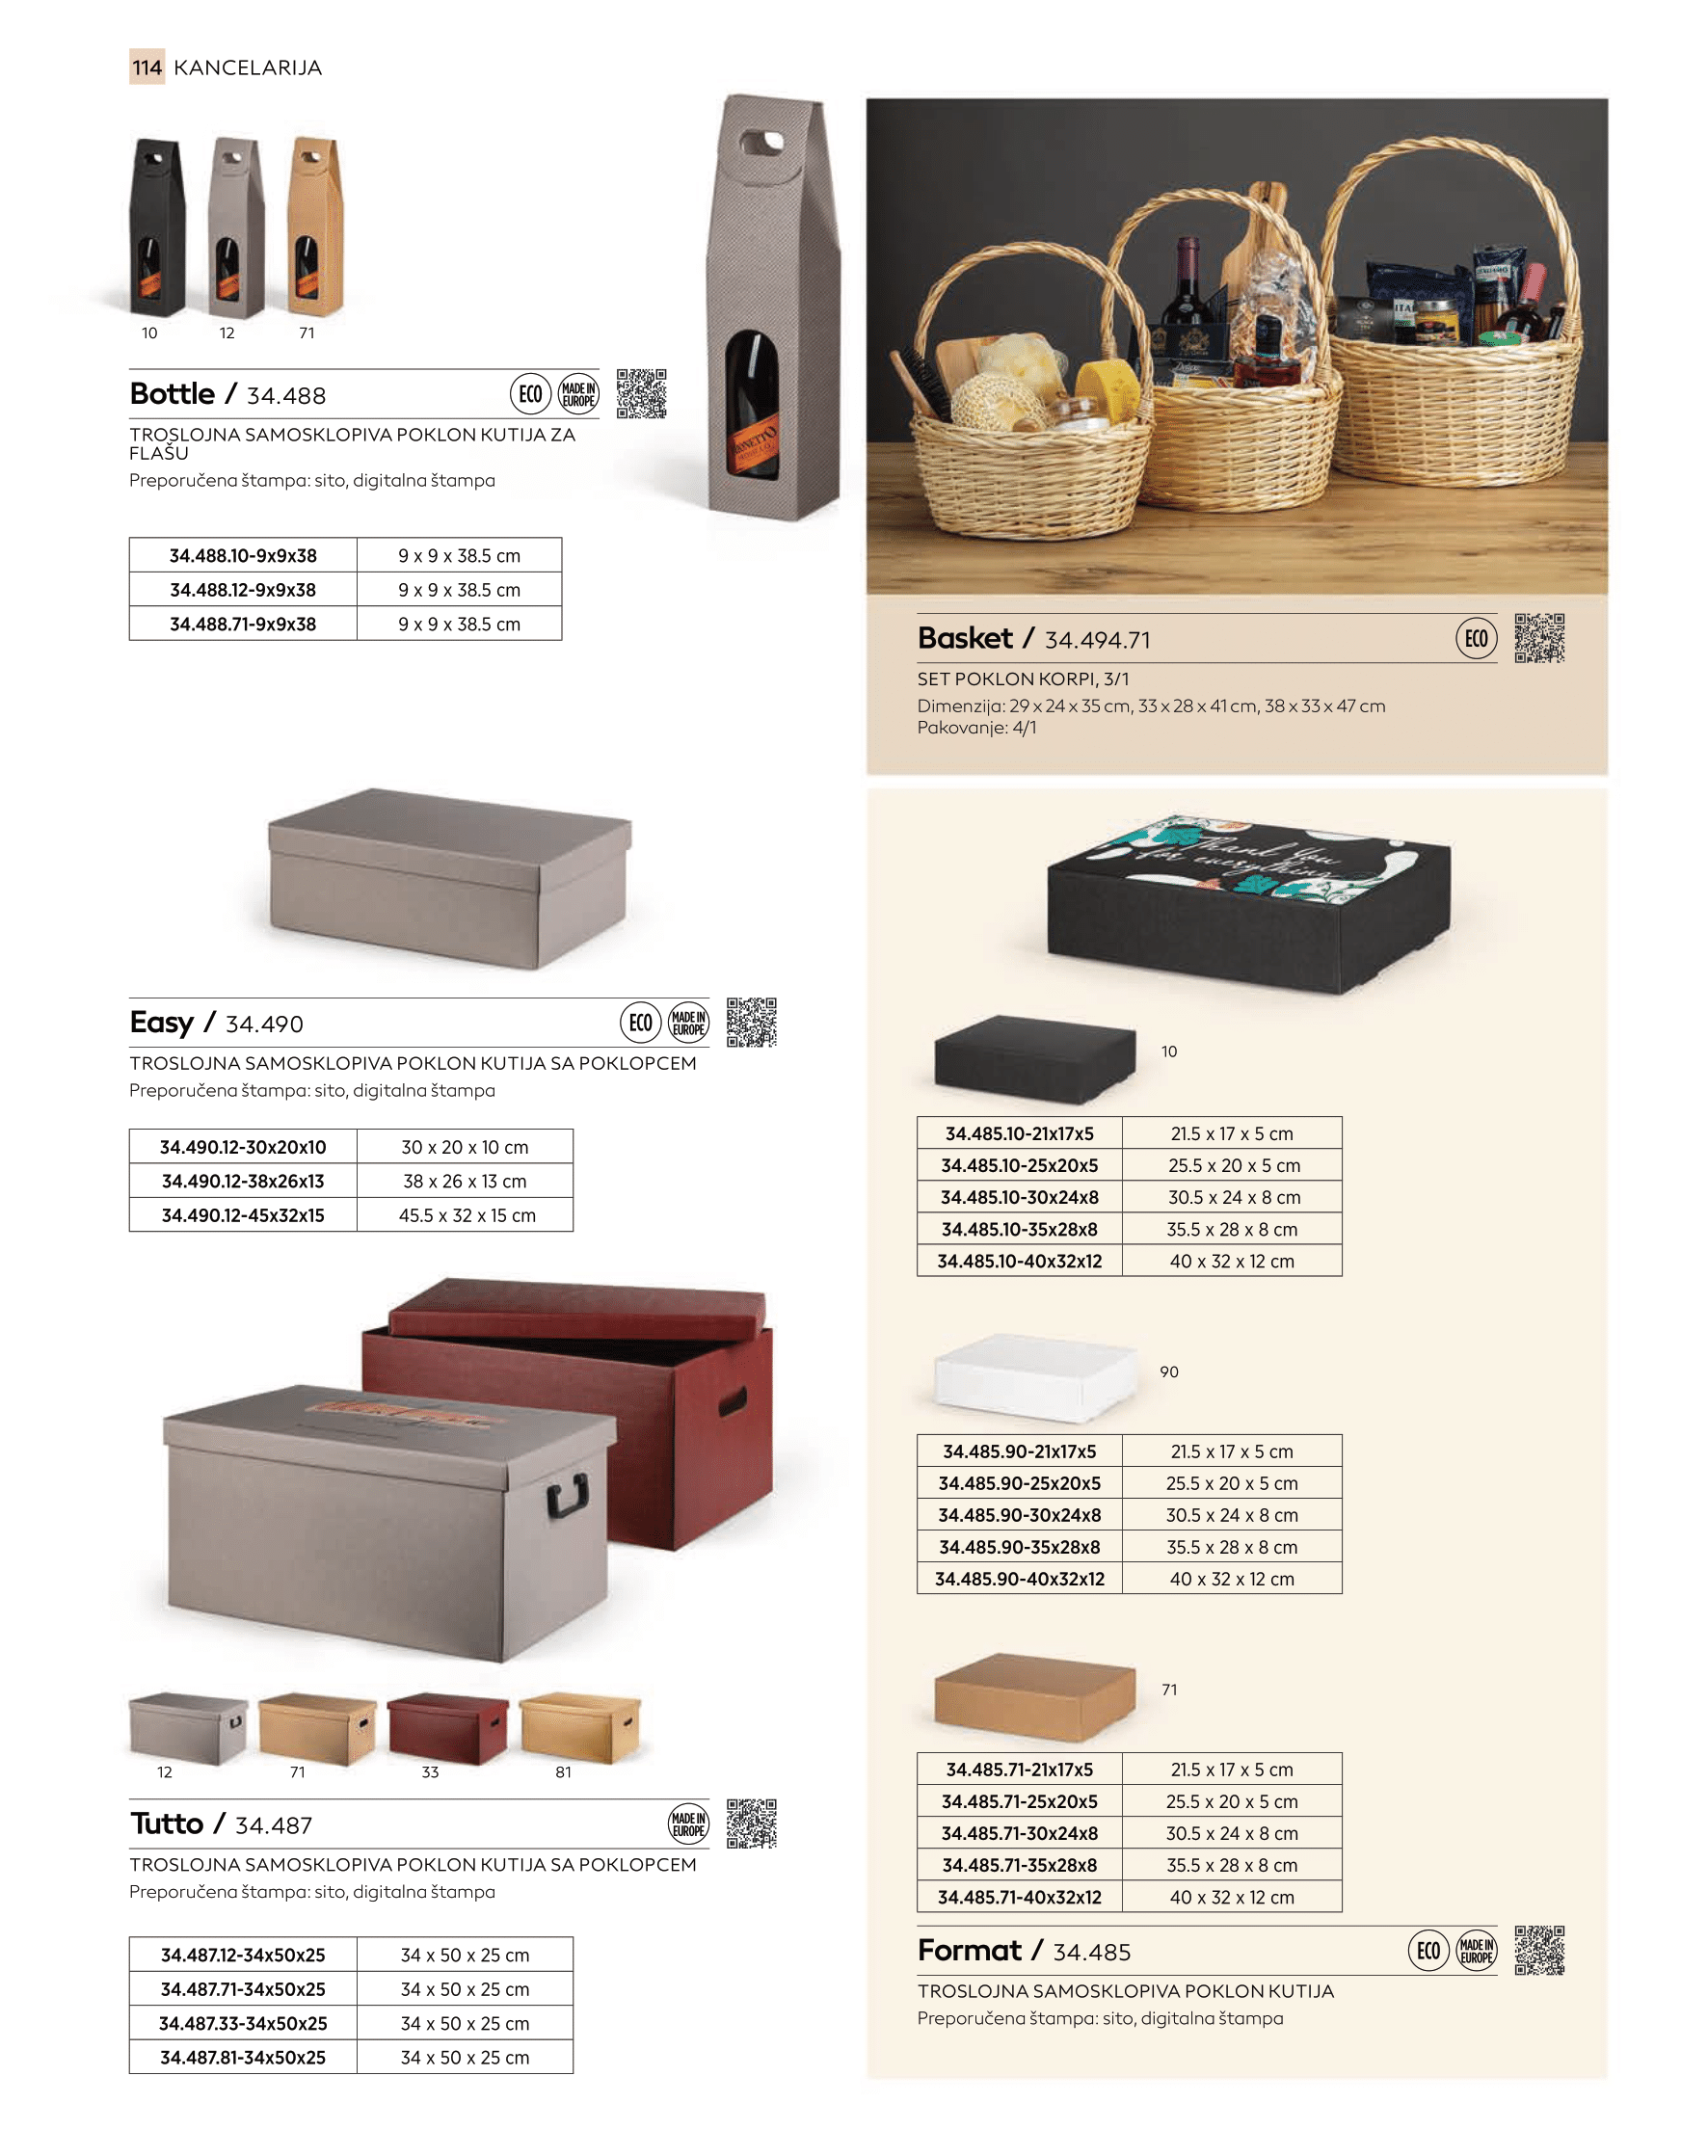 114 KANCELARIJA
10 12 71
Bottle / 34.488
ECO
MADE IN
EUROPE
TROSLOJNA SAMOSKLOPIVA POKLON KUTIJA ZA
FLAŠU
Preporučena štampa: sito, digitalna štampa
34.488.10-9x9x38 9 x 9 x 38.5 cm
34.488.12-9x9x38 9 x 9 x 38.5 cm
34.488.71-9x9x38 9 x 9 x 38.5 cm
Basket / 34.494.71
ECO
SET POKLON KORPI, 3/1
Dimenzija: 29 x 24 x 35 cm, 33 x 28 x 41 cm, 38 x 33 x 47 cm
Pakovanje: 4/1
Easy / 34.490
ECO
MADE IN
EUROPE
TROSLOJNA SAMOSKLOPIVA POKLON KUTIJA SA POKLOPCEM
Preporučena štampa: sito, digitalna štampa
34.490.12-30x20x10 30 x 20 x 10 cm
34.490.12-38x26x13 38 x 26 x 13 cm
34.490.12-45x32x15 45.5 x 32 x 15 cm
12 71 33 81
Tutto / 34.487
MADE IN
EUROPE
TROSLOJNA SAMOSKLOPIVA POKLON KUTIJA SA POKLOPCEM
Preporučena štampa: sito, digitalna štampa
34.487.12-34x50x25 34 x 50 x 25 cm
34.487.71-34x50x25 34 x 50 x 25 cm
34.487.33-34x50x25 34 x 50 x 25 cm
34.487.81-34x50x25 34 x 50 x 25 cm
Thank You
for everything
10
34.485.10-21x17x5 21.5 x 17 x 5 cm
34.485.10-25x20x5 25.5 x 20 x 5 cm
34.485.10-30x24x8 30.5 x 24 x 8 cm
34.485.10-35x28x8 35.5 x 28 x 8 cm
34.485.10-40x32x12 40 x 32 x 12 cm
90
34.485.90-21x17x5 21.5 x 17 x 5 cm
34.485.90-25x20x5 25.5 x 20 x 5 cm
34.485.90-30x24x8 30.5 x 24 x 8 cm
34.485.90-35x28x8 35.5 x 28 x 8 cm
34.485.90-40x32x12 40 x 32 x 12 cm
71
34.485.71-21x17x5 21.5 x 17 x 5 cm
34.485.71-25x20x5 25.5 x 20 x 5 cm
34.485.71-30x24x8 30.5 x 24 x 8 cm
34.485.71-35x28x8 35.5 x 28 x 8 cm
34.485.71-40x32x12 40 x 32 x 12 cm
Format / 34.485
ECO
MADE IN
EUROPE
TROSLOJNA SAMOSKLOPIVA POKLON KUTIJA
Preporučena štampa: sito, digitalna štampa